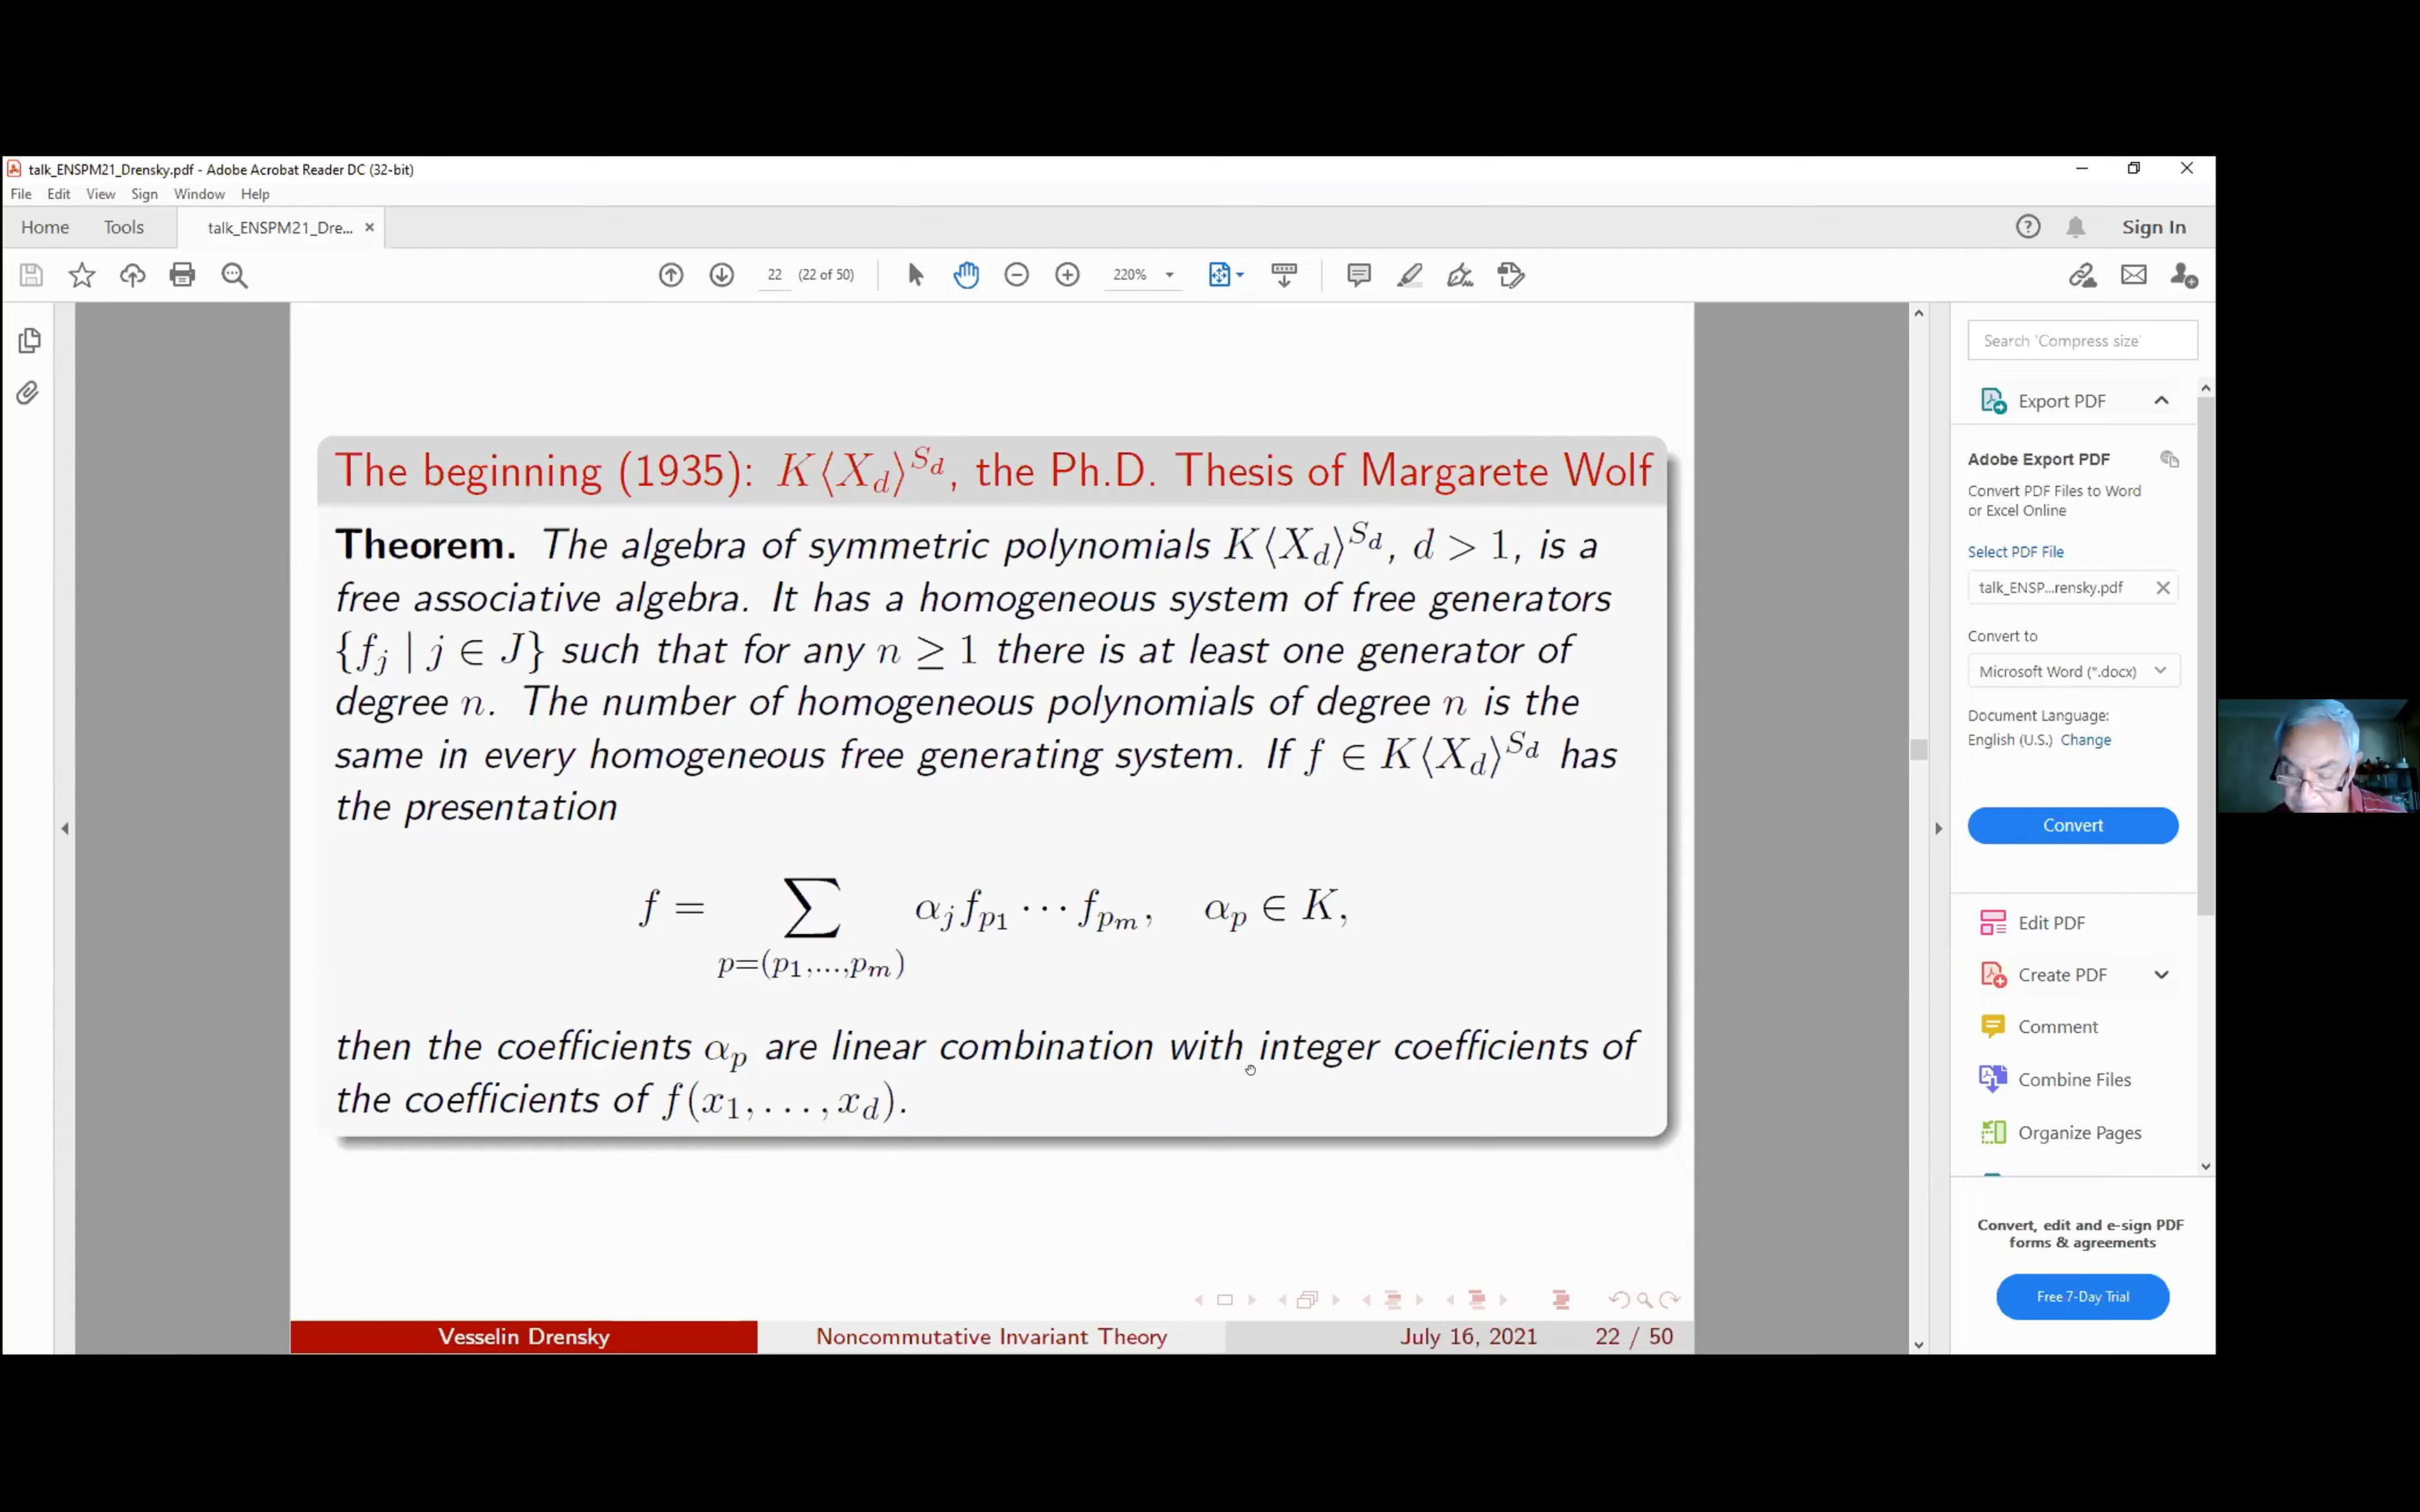 talk_ENSPM21_Drensky.pdf - Adobe Acrobat Reader DC (32-bit)
File Edit View Sign Window Help
Home Tools talk_ENSPM21_Dre... × Sign In
22 (22 of 50) 220%
Search 'Compress size'
Export PDF
Adobe Export PDF
Convert PDF Files to Word
or Excel Online
Select PDF File
talk_ENSP...rensky.pdf
Convert to
Microsoft Word (*.docx)
Document Language:
English (U.S.) Change
Convert
Edit PDF
Create PDF
Comment
Combine Files
Organize Pages
Convert, edit and e-sign PDF
forms & agreements
Free 7-Day Trial
The beginning (1935): K⟨X_d⟩^{S_d}, the Ph.D. Thesis of Margarete Wolf
Theorem. The algebra of symmetric polynomials K⟨X_d⟩^{S_d}, d > 1, is a
free associative algebra. It has a homogeneous system of free generators
{f_j | j ∈ J} such that for any n ≥ 1 there is at least one generator of
degree n. The number of homogeneous polynomials of degree n is the
same in every homogeneous free generating system. If f ∈ K⟨X_d⟩^{S_d} has
the presentation
f = ∑_{p=(p_1,...,p_m)} α_j f_{p_1} ··· f_{p_m}, α_p ∈ K,
then the coefficients α_p are linear combination with integer coefficients of
the coefficients of f(x_1, . . . , x_d).
Vesselin Drensky Noncommutative Invariant Theory July 16, 2021 22 / 50